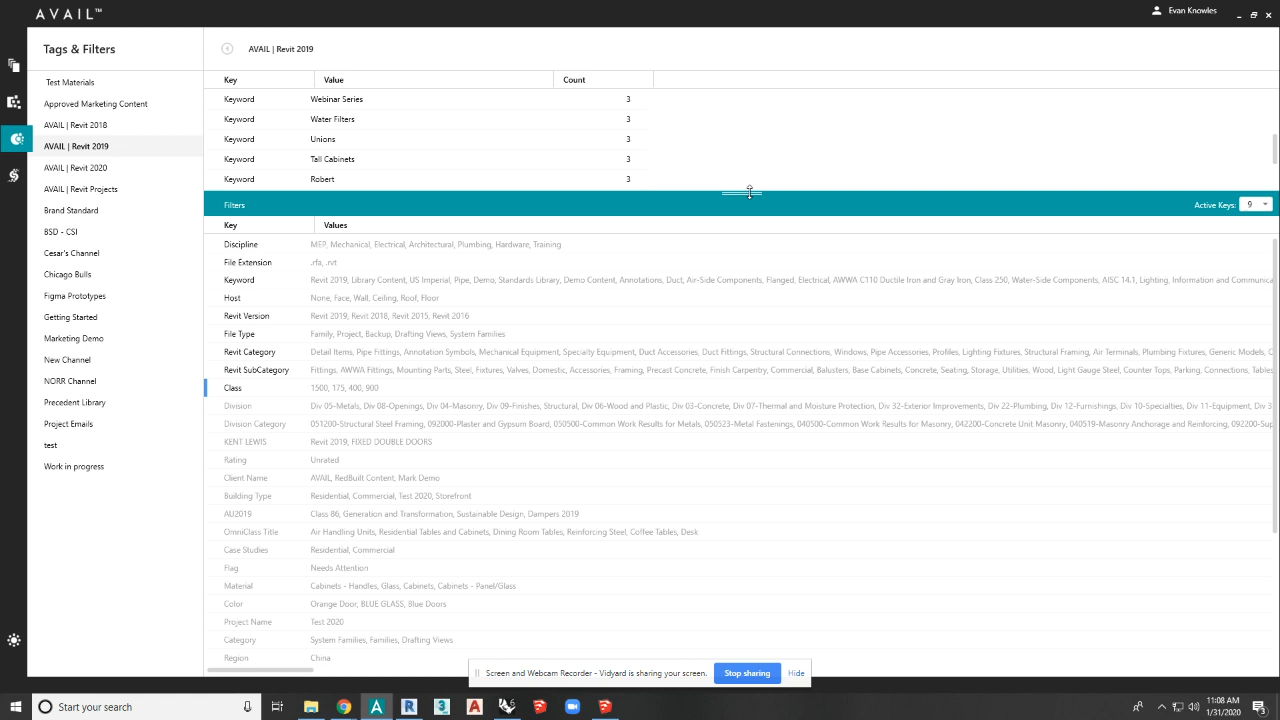 AVAIL™
Evan Knowles
Tags & Filters
AVAIL | Revit 2019
Test Materials
Approved Marketing Content
AVAIL | Revit 2018
AVAIL | Revit 2019
AVAIL | Revit 2020
AVAIL | Revit Projects
Brand Standard
BSD - CSI
Cesar's Channel
Chicago Bulls
Figma Prototypes
Getting Started
Marketing Demo
New Channel
NORR Channel
Precedent Library
Project Emails
test
Work in progress
Key Value Count
Keyword Webinar Series 3
Keyword Water Filters 3
Keyword Unions 3
Keyword Tall Cabinets 3
Keyword Robert 3
Filters Active Keys: 9
Key Values
Discipline MEP, Mechanical, Electrical, Architectural, Plumbing, Hardware, Training
File Extension .rfa, .rvt
Keyword Revit 2019, Library Content, US Imperial, Pipe, Demo, Standards Library, Demo Content, Annotations, Duct, Air-Side Components, Flanged, Electrical, AWWA C110 Ductile Iron and Gray Iron, Class 250, Water-Side Components, AISC 14.1, Lighting, Information and Communica
Host None, Face, Wall, Ceiling, Roof, Floor
Revit Version Revit 2019, Revit 2018, Revit 2015, Revit 2016
File Type Family, Project, Backup, Drafting Views, System Families
Revit Category Detail Items, Pipe Fittings, Annotation Symbols, Mechanical Equipment, Specialty Equipment, Duct Accessories, Duct Fittings, Structural Connections, Windows, Pipe Accessories, Profiles, Lighting Fixtures, Structural Framing, Air Terminals, Plumbing Fixtures, Generic Models, C
Revit SubCategory Fittings, AWWA Fittings, Mounting Parts, Steel, Fixtures, Valves, Domestic, Accessories, Framing, Precast Concrete, Finish Carpentry, Commercial, Balusters, Base Cabinets, Concrete, Seating, Storage, Utilities, Wood, Light Gauge Steel, Counter Tops, Parking, Connections, Tables
Class 1500, 175, 400, 900
Division Div 05-Metals, Div 08-Openings, Div 04-Masonry, Div 09-Finishes, Structural, Div 06-Wood and Plastic, Div 03-Concrete, Div 07-Thermal and Moisture Protection, Div 32-Exterior Improvements, Div 22-Plumbing, Div 12-Furnishings, Div 10-Specialties, Div 11-Equipment, Div 3
Division Category 051200-Structural Steel Framing, 092000-Plaster and Gypsum Board, 050500-Common Work Results for Metals, 050523-Metal Fastenings, 040500-Common Work Results for Masonry, 042200-Concrete Unit Masonry, 040519-Masonry Anchorage and Reinforcing, 092200-Sup
KENT LEWIS Revit 2019, FIXED DOUBLE DOORS
Rating Unrated
Client Name AVAIL, RedBuilt Content, Mark Demo
Building Type Residential, Commercial, Test 2020, Storefront
AU2019 Class 86, Generation and Transformation, Sustainable Design, Dampers 2019
OmniClass Title Air Handling Units, Residential Tables and Cabinets, Dining Room Tables, Reinforcing Steel, Coffee Tables, Desk
Case Studies Residential, Commercial
Flag Needs Attention
Material Cabinets - Handles, Glass, Cabinets, Cabinets - Panel/Glass
Color Orange Door, BLUE GLASS, Blue Doors
Project Name Test 2020
Category System Families, Families, Drafting Views
Region China
Screen and Webcam Recorder - Vidyard is sharing your screen. Stop sharing Hide
Start your search
11:08 AM
1/31/2020